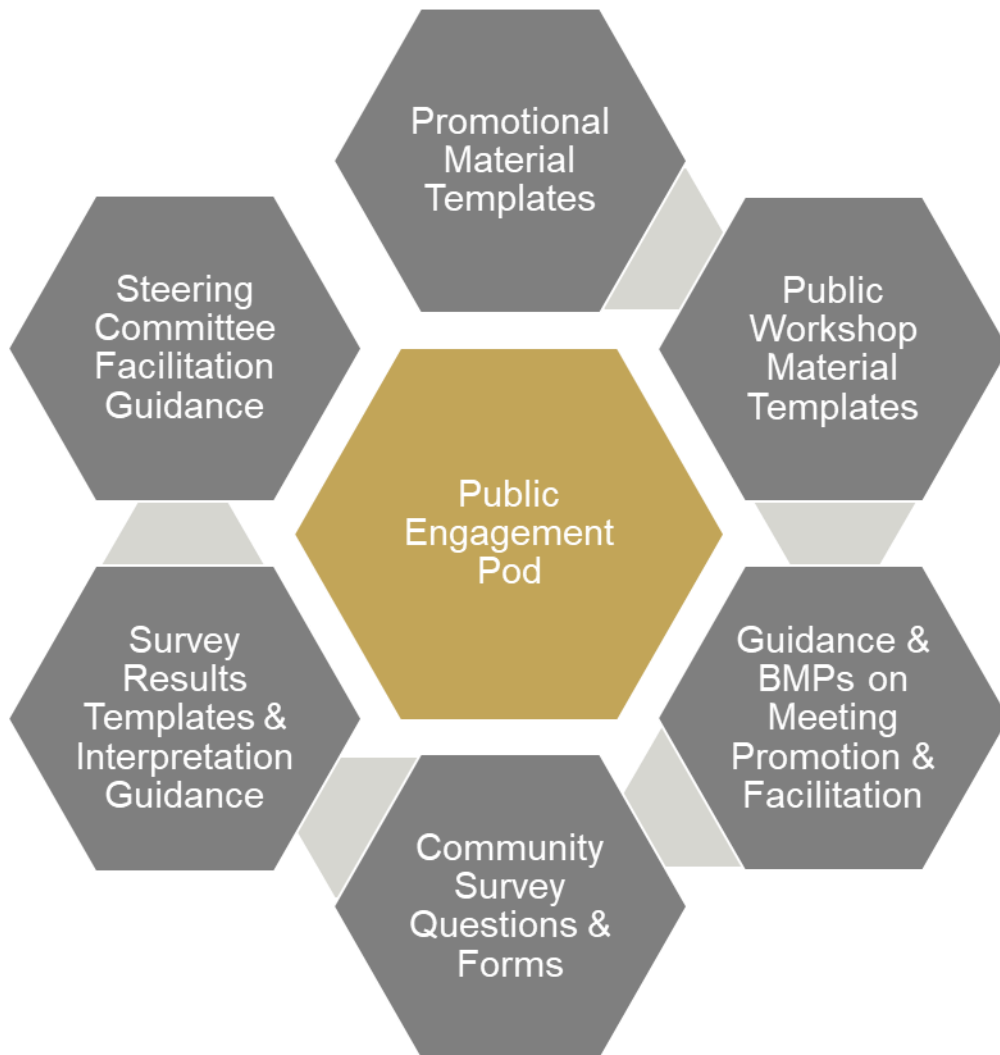 Promotional
Material
Templates
Public
Workshop
Material
Templates
Guidance &
BMPs on
Meeting
Promotion &
Facilitation
Community
Survey
Questions &
Forms
Survey
Results
Templates &
Interpretation
Guidance
Steering
Committee
Facilitation
Guidance
Public
Engagement
Pod